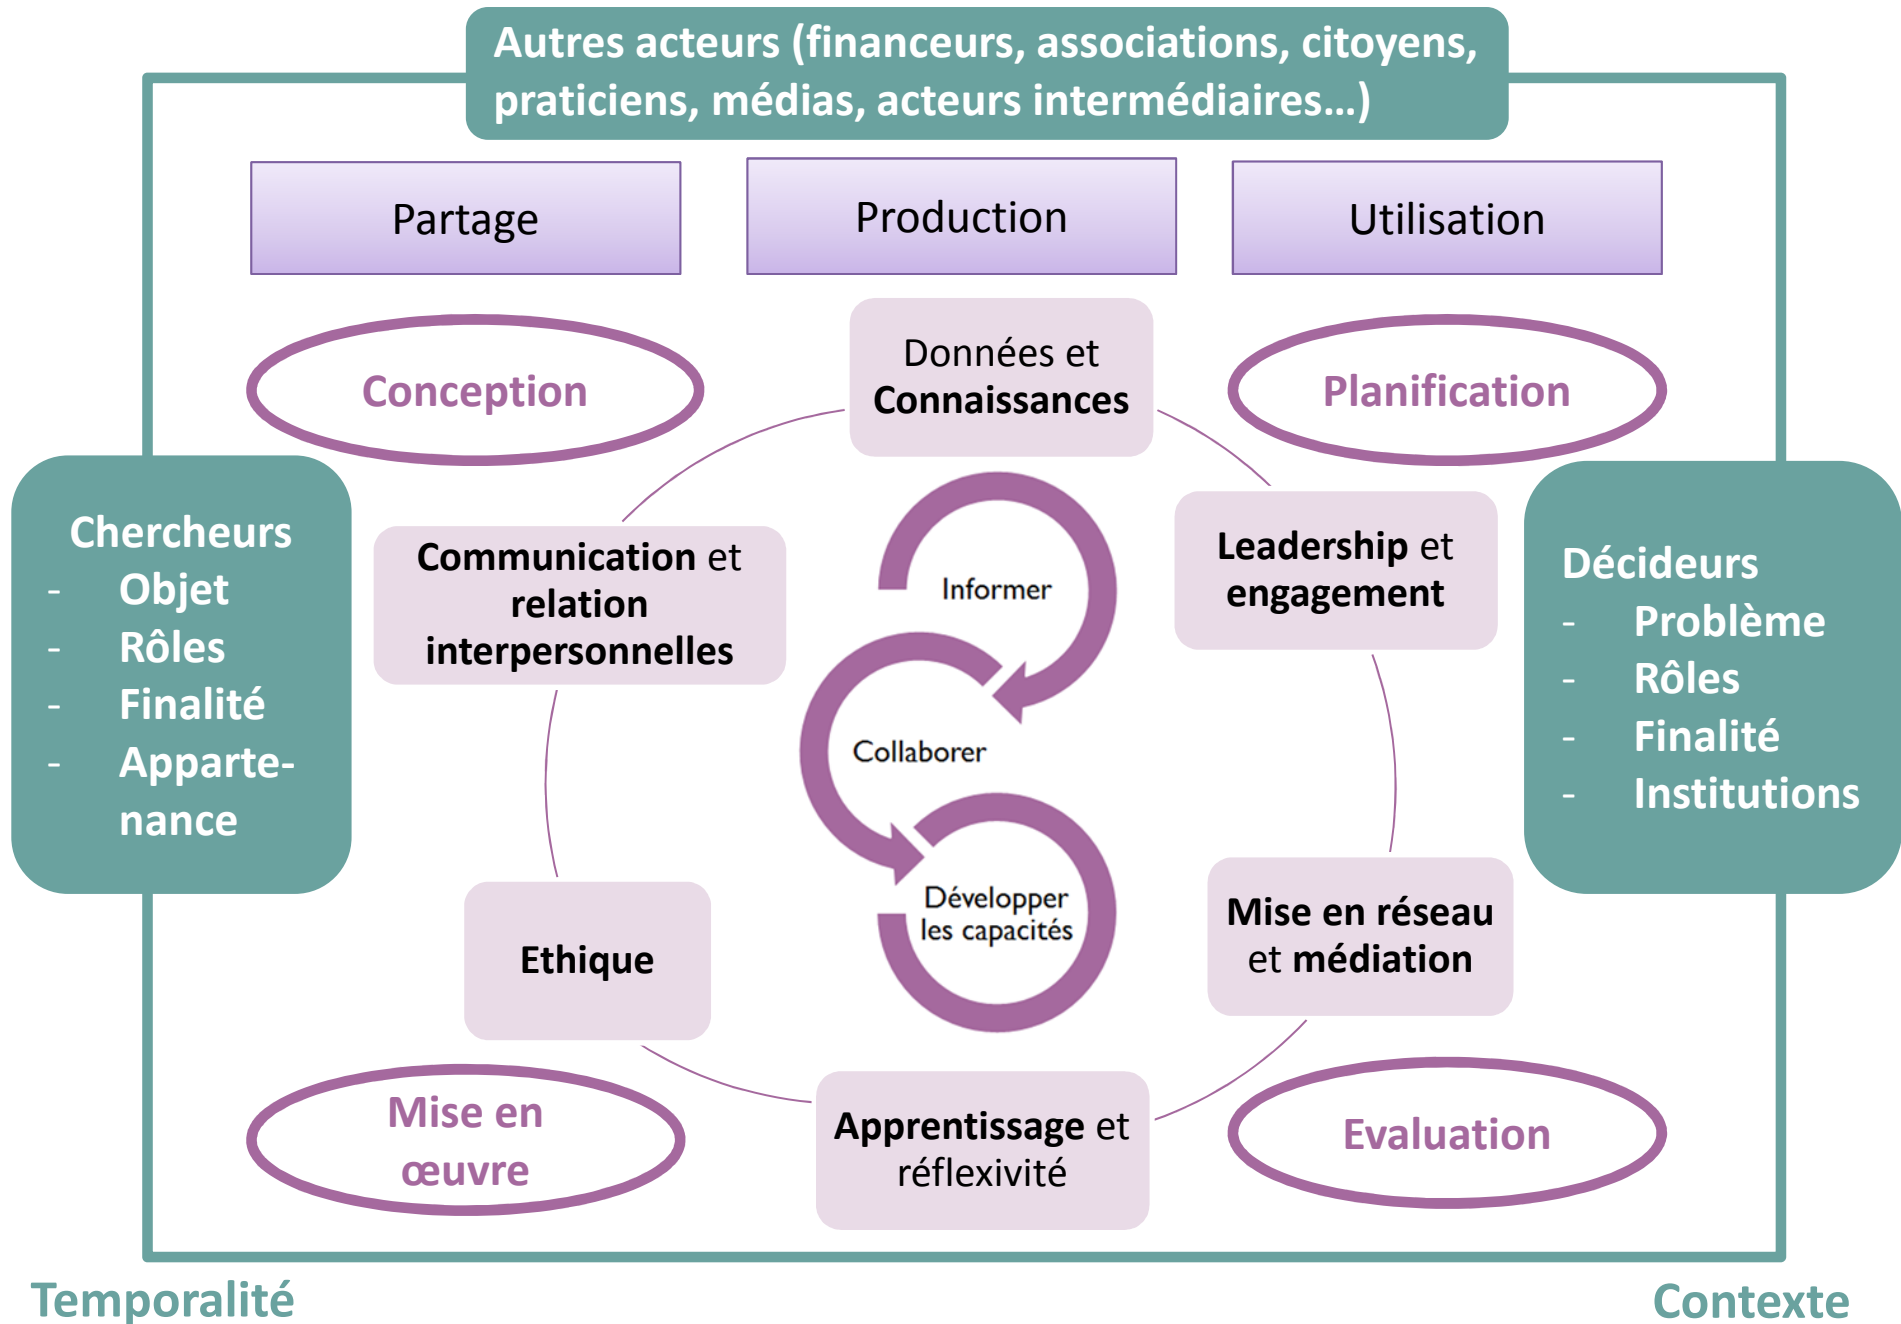 Autres acteurs (financeurs, associations, citoyens,
praticiens, médias, acteurs intermédiaires…)
Partage
Production
Utilisation
Conception
Données et
Connaissances
Planification
Chercheurs
- Objet
- Rôles
- Finalité
- Apparte-
nance
Communication et
relation
interpersonnelles
Informer
Collaborer
Développer
les capacités
Leadership et
engagement
Décideurs
- Problème
- Rôles
- Finalité
- Institutions
Ethique
Mise en réseau
et médiation
Mise en
œuvre
Apprentissage et
réflexivité
Evaluation
Temporalité
Contexte